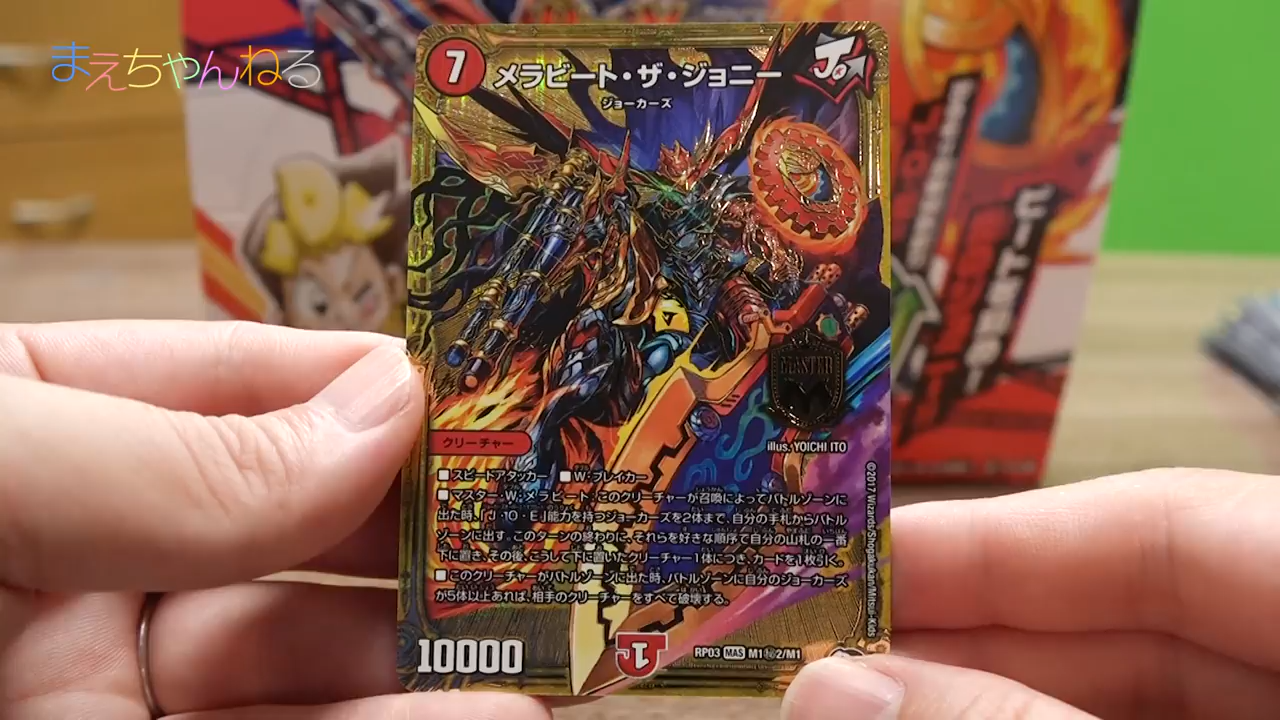 まえちゃんねる
7
メラビート・ザ・ジョニー
ジョーカーズ
J
MASTER
クリーチャー
illus. YOICHI ITO
■スピードアタッカー ■W・ブレイカー
■マスター・W・メラビート：このクリーチャーが召喚によってバトルゾーンに
出た時、「J・O・E」能力を持つジョーカーズを2体まで、自分の手札からバトル
ゾーンに出す。このターンの終わりに、それらを好きな順序で自分の山札の一番
下に置き、その後、こうして下に置いたクリーチャー1体につき、カードを1枚引く。
■このクリーチャーがバトルゾーンに出た時、バトルゾーンに自分のジョーカーズ
が5体以上あれば、相手のクリーチャーをすべて破壊する。
10000
1
RP03 MAS M1 ㊙2/M1
©2017 Wizards/Shogakukan/Mitsui-Kids